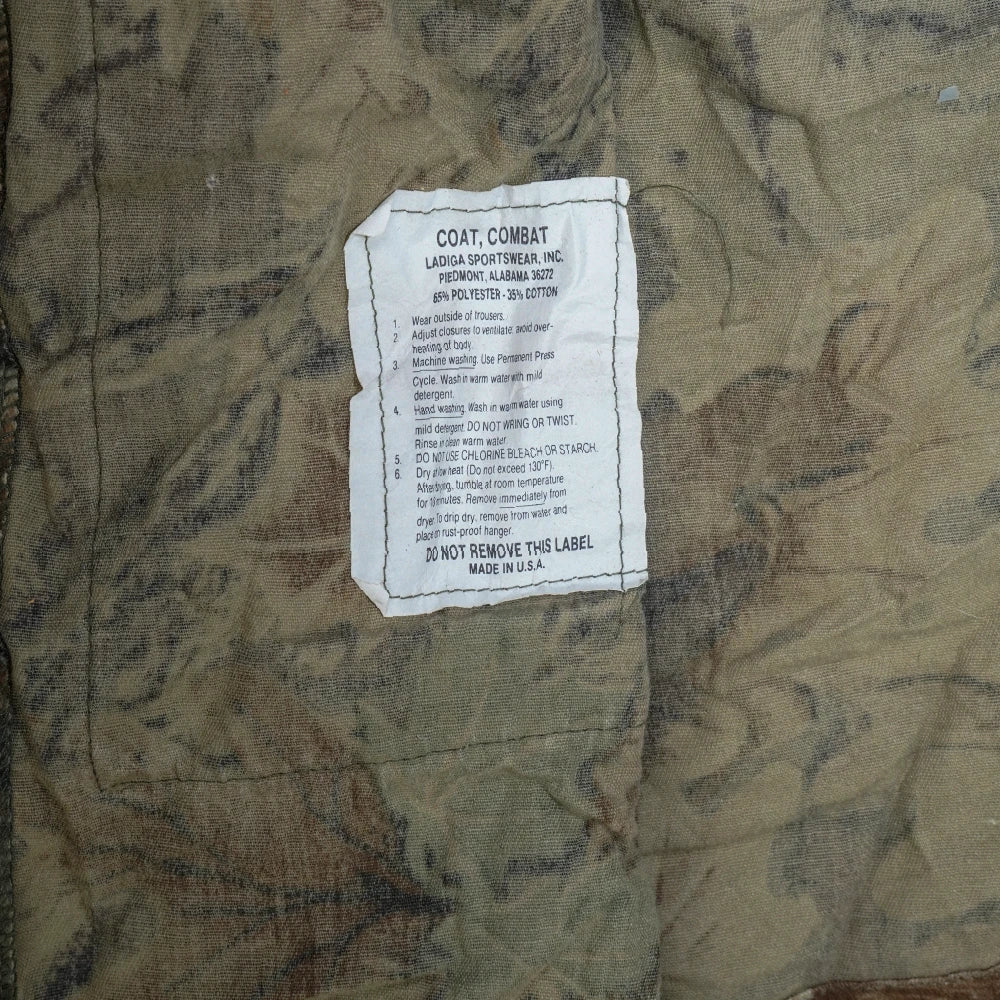 COAT, COMBAT
LADIGA SPORTSWEAR, INC.
PIEDMONT, ALABAMA 36272
65% POLYESTER - 35% COTTON
1. Wear outside of trousers.
2 Adjust closures to ventilate avoid over-
heating of body.
3. Machine washing. Use Permanent Press
Cycle. Wash in warm water with mild
detergent.
4. Hand washing. Wash in warm water using
mild detergent. DO NOT WRING OR TWIST.
Rinse in clean warm water.
5. DO NOT USE CHLORINE BLEACH OR STARCH.
6. Dry at low heat (Do not exceed 130°F).
After drying, tumble at room temperature
for 10 minutes. Remove immediately from
dryer. To drip dry, remove from water and
place on rust-proof hanger.
DO NOT REMOVE THIS LABEL
MADE IN U.S.A.